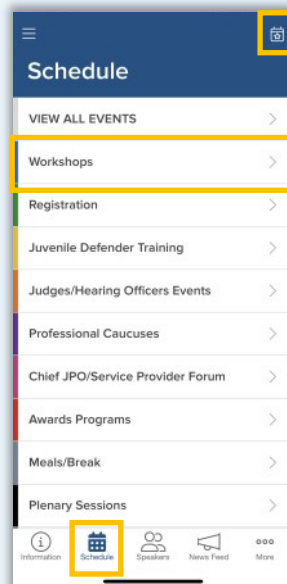 Schedule
VIEW ALL EVENTS
Workshops
Registration
Juvenile Defender Training
Judges/Hearing Officers Events
Professional Caucuses
Chief JPO/Service Provider Forum
Awards Programs
Meals/Break
Plenary Sessions
Information Schedule Speakers News Feed More